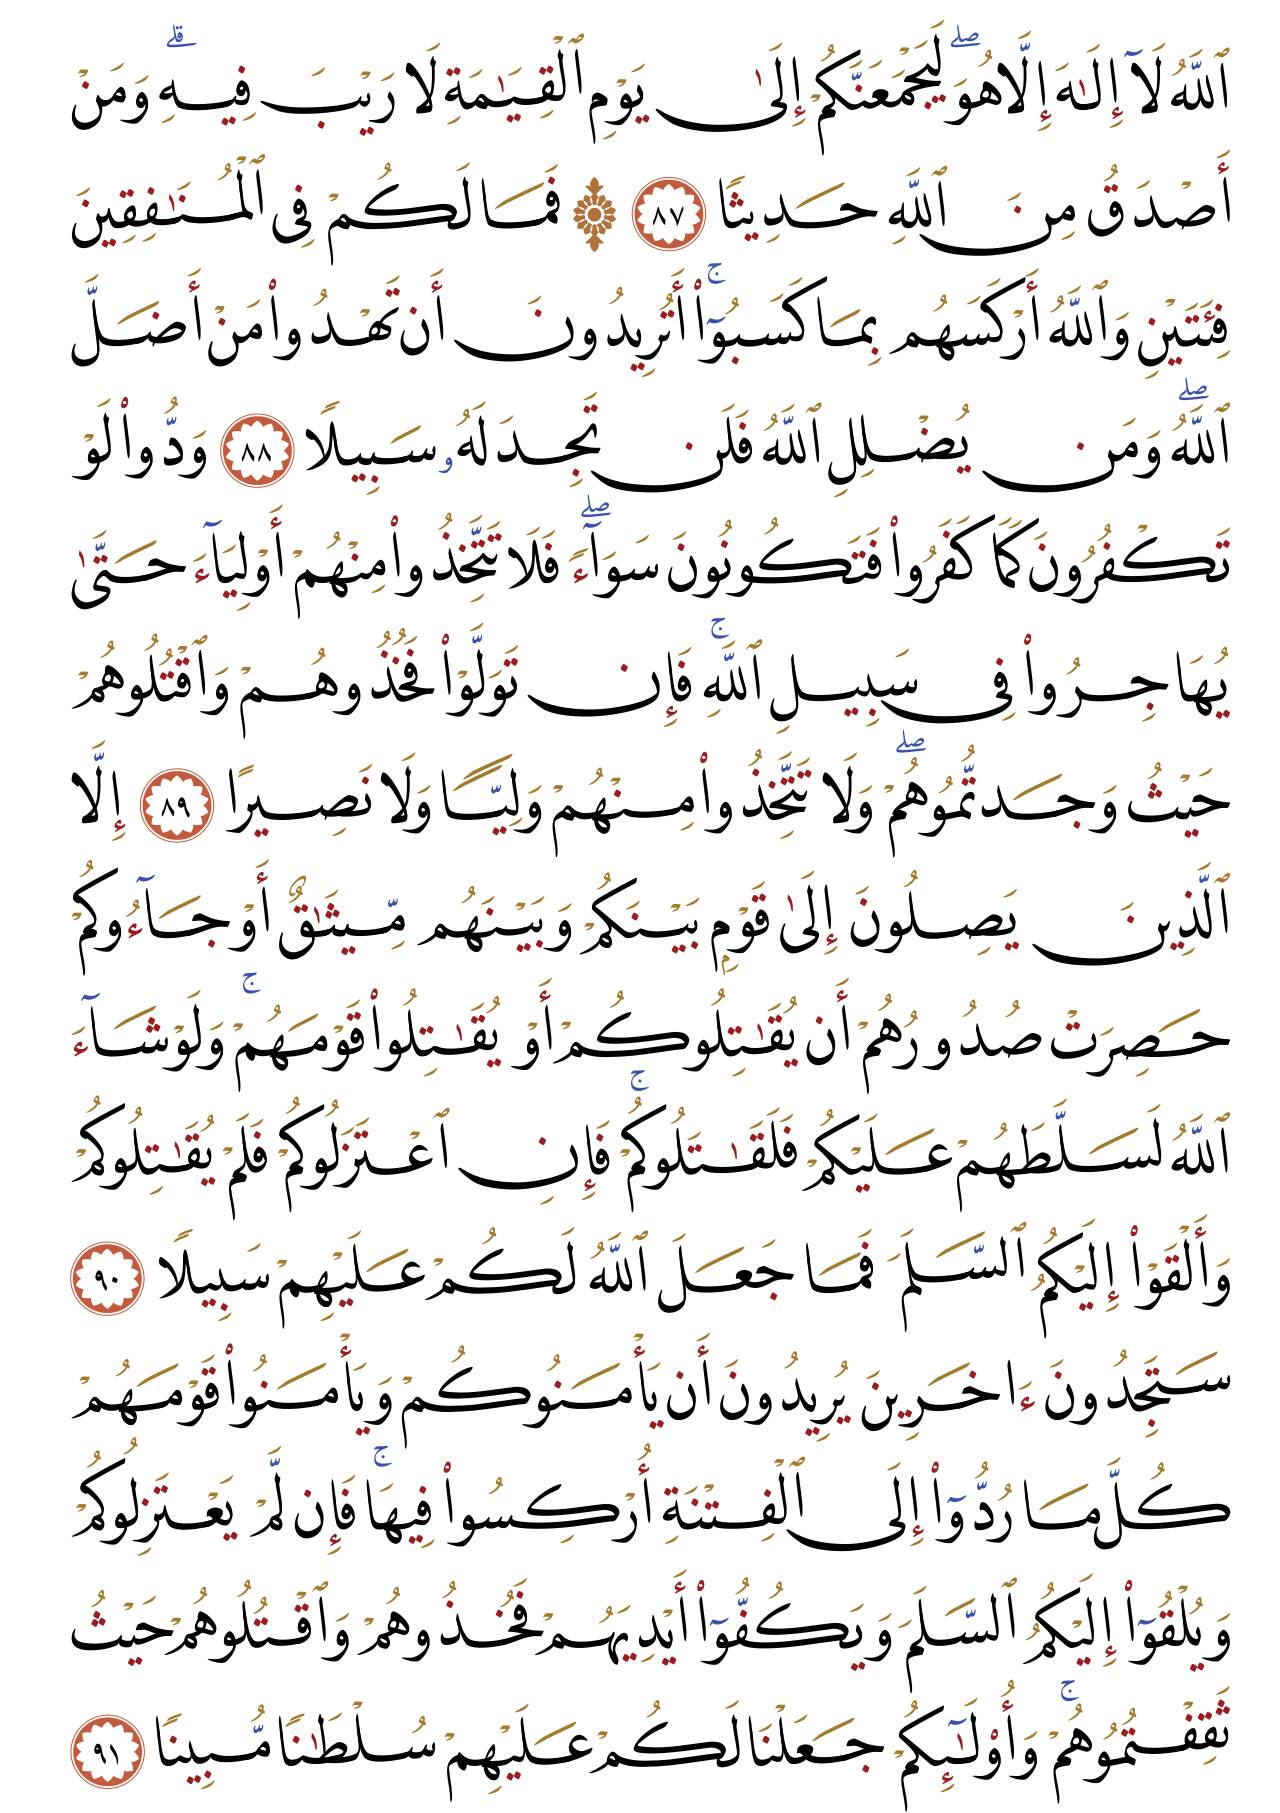 ٱللَّهُ لَآ إِلَٰهَ إِلَّا هُوَۖ لَيَجْمَعَنَّكُمْ إِلَىٰ يَوْمِ ٱلْقِيَٰمَةِ لَا رَيْبَ فِيهِۗ وَمَنْ
أَصْدَقُ مِنَ ٱللَّهِ حَدِيثًا ٨٧ ۞ فَمَا لَكُمْ فِى ٱلْمُنَٰفِقِينَ
فِئَتَيْنِ وَٱللَّهُ أَرْكَسَهُم بِمَا كَسَبُوٓا۟ۚ أَتُرِيدُونَ أَن تَهْدُوا۟ مَنْ أَضَلَّ
ٱللَّهُۖ وَمَن يُضْلِلِ ٱللَّهُ فَلَن تَجِدَ لَهُۥ سَبِيلًا ٨٨ وَدُّوا۟ لَوْ
تَكْفُرُونَ كَمَا كَفَرُوا۟ فَتَكُونُونَ سَوَآءًۖ فَلَا تَتَّخِذُوا۟ مِنْهُمْ أَوْلِيَآءَ حَتَّىٰ
يُهَاجِرُوا۟ فِى سَبِيلِ ٱللَّهِۚ فَإِن تَوَلَّوْا۟ فَخُذُوهُمْ وَٱقْتُلُوهُمْ
حَيْثُ وَجَدتُّمُوهُمْۖ وَلَا تَتَّخِذُوا۟ مِنْهُمْ وَلِيًّا وَلَا نَصِيرًا ٨٩ إِلَّا
ٱلَّذِينَ يَصِلُونَ إِلَىٰ قَوْمٍۭ بَيْنَكُمْ وَبَيْنَهُم مِّيثَٰقٌ أَوْ جَآءُوكُمْ
حَصِرَتْ صُدُورُهُمْ أَن يُقَٰتِلُوكُمْ أَوْ يُقَٰتِلُوا۟ قَوْمَهُمْۚ وَلَوْ شَآءَ
ٱللَّهُ لَسَلَّطَهُمْ عَلَيْكُمْ فَلَقَٰتَلُوكُمْۚ فَإِنِ ٱعْتَزَلُوكُمْ فَلَمْ يُقَٰتِلُوكُمْ
وَأَلْقَوْا۟ إِلَيْكُمُ ٱلسَّلَمَ فَمَا جَعَلَ ٱللَّهُ لَكُمْ عَلَيْهِمْ سَبِيلًا ٩٠
سَتَجِدُونَ ءَاخَرِينَ يُرِيدُونَ أَن يَأْمَنُوكُمْ وَيَأْمَنُوا۟ قَوْمَهُمْ
كُلَّ مَا رُدُّوٓا۟ إِلَى ٱلْفِتْنَةِ أُرْكِسُوا۟ فِيهَاۚ فَإِن لَّمْ يَعْتَزِلُوكُمْ
وَيُلْقُوٓا۟ إِلَيْكُمُ ٱلسَّلَمَ وَيَكُفُّوٓا۟ أَيْدِيَهُمْ فَخُذُوهُمْ وَٱقْتُلُوهُمْ حَيْثُ
ثَقِفْتُمُوهُمْۚ وَأُو۟لَٰٓئِكُمْ جَعَلْنَا لَكُمْ عَلَيْهِمْ سُلْطَٰنًا مُّبِينًا ٩١